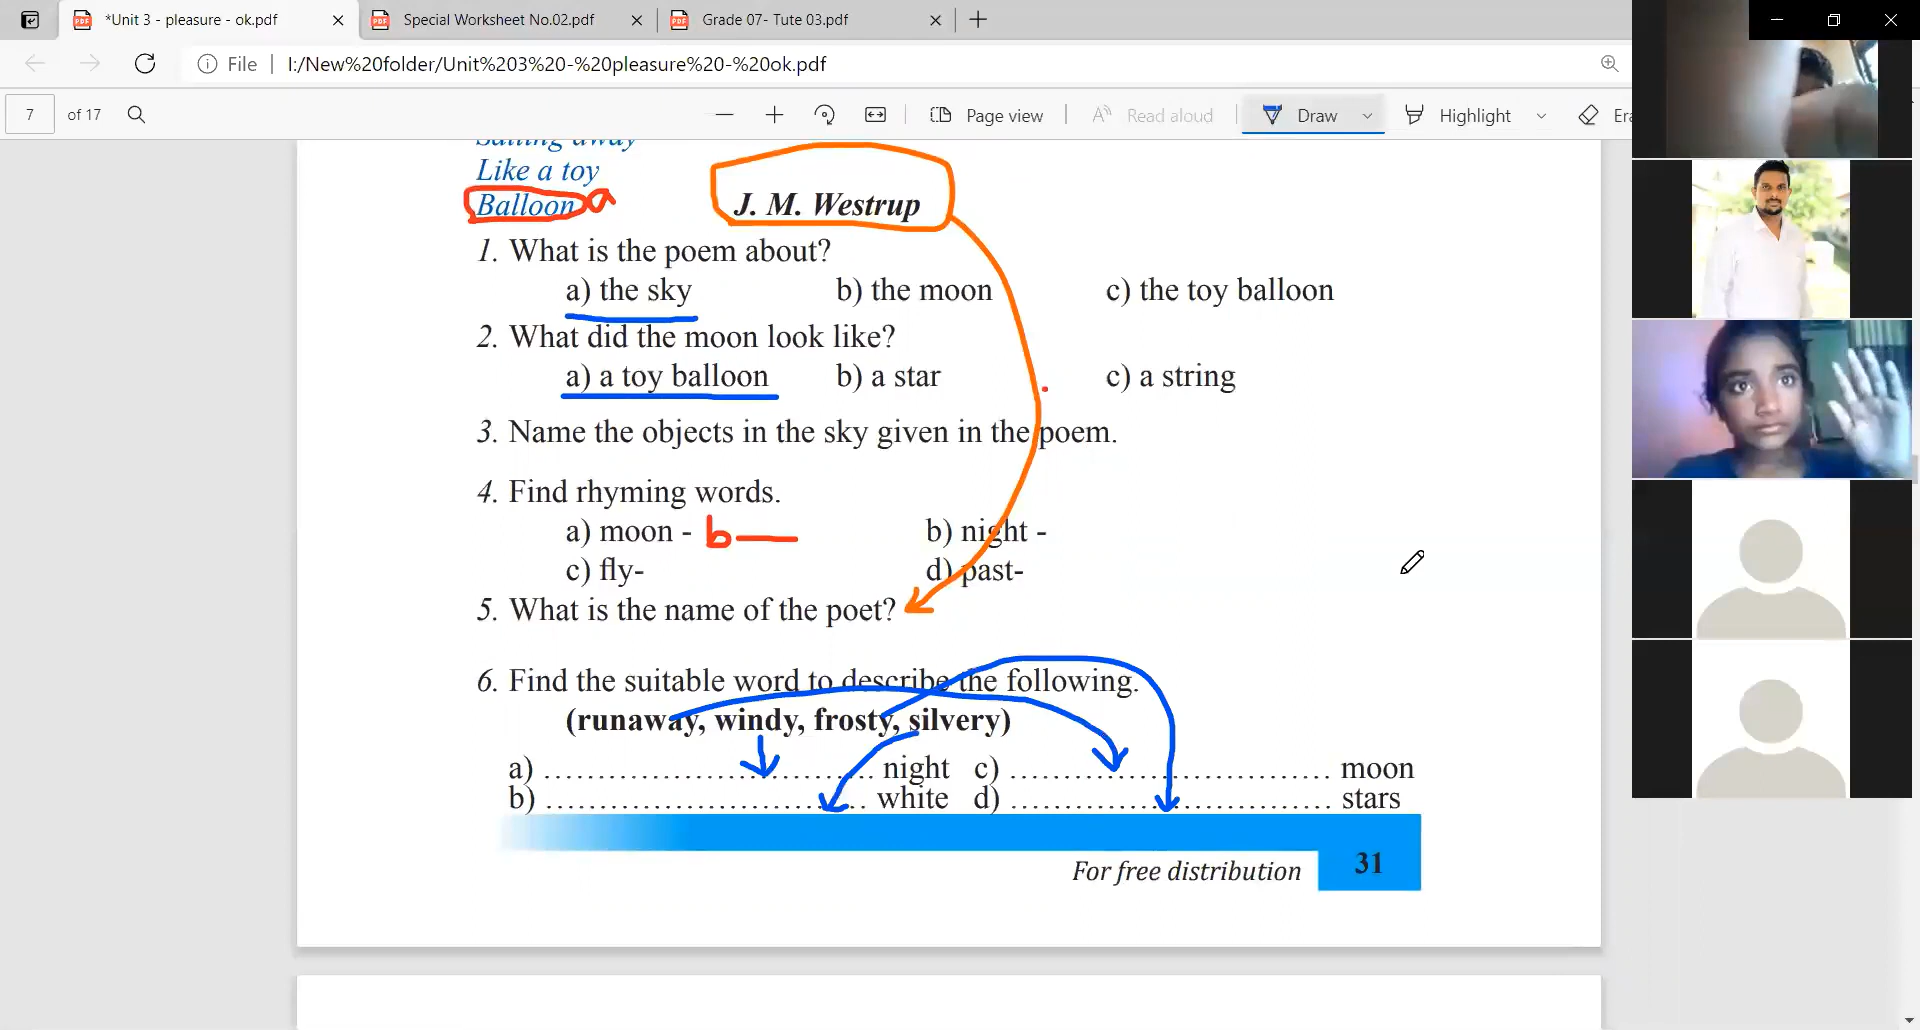 *Unit 3 - pleasure - ok.pdf
Special Worksheet No.02.pdf
Grade 07- Tute 03.pdf
File
I:/New%20folder/Unit%203%20-%20pleasure%20-%20ok.pdf
7 of 17
Page view
Read aloud
Draw
Highlight
Era
Sailing away
Like a toy
Balloon a
J. M. Westrup
1. What is the poem about?
a) the sky b) the moon c) the toy balloon
2. What did the moon look like?
a) a toy balloon b) a star c) a string
3. Name the objects in the sky given in the poem.
4. Find rhyming words.
a) moon - b— b) night -
c) fly- d) past-
5. What is the name of the poet?
6. Find the suitable word to describe the following.
(runaway, windy, frosty, silvery)
a) ................................ night c) ................................ moon
b) ................................ white d) ................................ stars
For free distribution
31